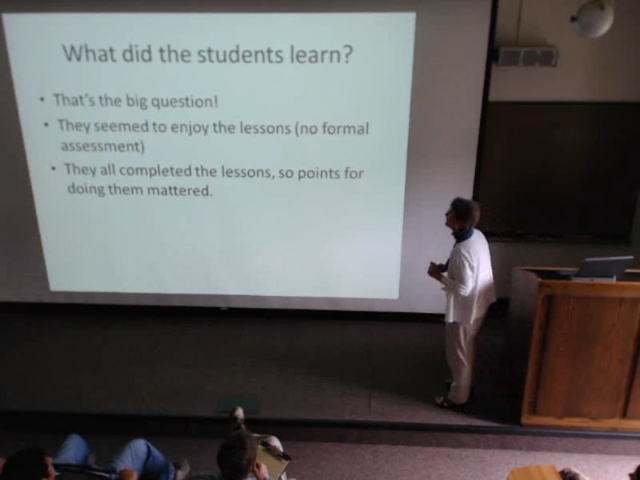 What did the students learn?
• That's the big question!
• They seemed to enjoy the lessons (no formal
assessment)
• They all completed the lessons, so points for
doing them mattered.